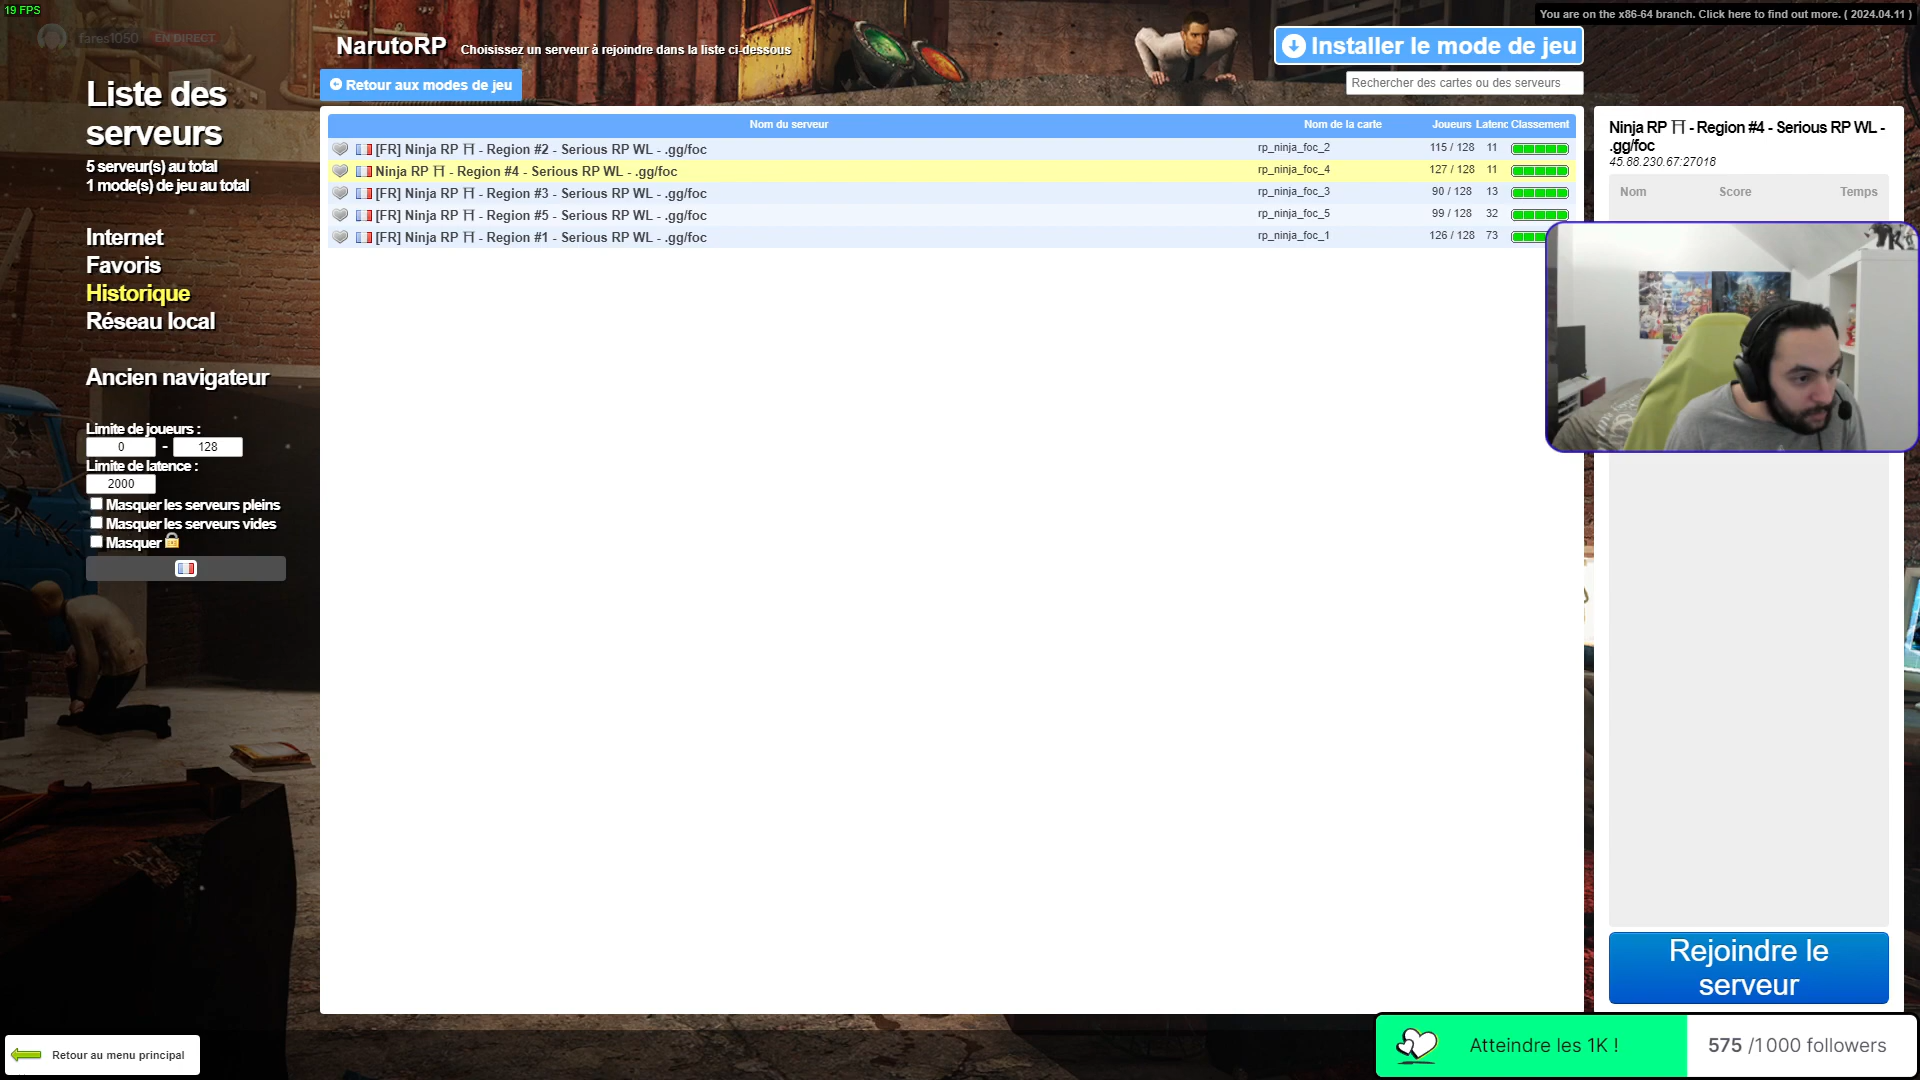 19 FPS
You are on the x86-64 branch. Click here to find out more. ( 2024.04.11 )
fares1050 EN DIRECT
NarutoRP Choisissez un serveur à rejoindre dans la liste ci-dessous
Installer le mode de jeu
Retour aux modes de jeu
Rechercher des cartes ou des serveurs
Liste des
serveurs
5 serveur(s) au total
1 mode(s) de jeu au total
Internet
Favoris
Historique
Réseau local
Ancien navigateur
Limite de joueurs :
0 - 128
Limite de latence :
2000
Masquer les serveurs pleins
Masquer les serveurs vides
Masquer
Nom du serveur Nom de la carte Joueurs Latenc Classement
[FR] Ninja RP ⛩ - Region #2 - Serious RP WL - .gg/foc rp_ninja_foc_2 115 / 128 11
Ninja RP ⛩ - Region #4 - Serious RP WL - .gg/foc rp_ninja_foc_4 127 / 128 11
[FR] Ninja RP ⛩ - Region #3 - Serious RP WL - .gg/foc rp_ninja_foc_3 90 / 128 13
[FR] Ninja RP ⛩ - Region #5 - Serious RP WL - .gg/foc rp_ninja_foc_5 99 / 128 32
[FR] Ninja RP ⛩ - Region #1 - Serious RP WL - .gg/foc rp_ninja_foc_1 126 / 128 73
Ninja RP ⛩ - Region #4 - Serious RP WL -
.gg/foc
45.88.230.67:27018
Nom Score Temps
Rejoindre le
serveur
Retour au menu principal
Atteindre les 1K !
575 /1000 followers